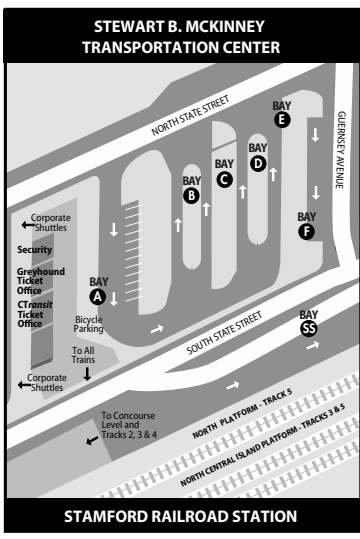 STEWART B. MCKINNEY
TRANSPORTATION CENTER
NORTH STATE STREET
GUERNSEY AVENUE
BAY
E
BAY
D
BAY
C
BAY
B
BAY
F
BAY
A
BAY
SS
Corporate
Shuttles
Security
Greyhound
Ticket
Office
CTransit
Ticket
Office
Bicycle
Parking
To All
Trains
Corporate
Shuttles
SOUTH STATE STREET
To Concourse
Level and
Tracks 2, 3 & 4
NORTH PLATFORM - TRACK 5
NORTH CENTRAL ISLAND PLATFORM - TRACKS 3 & 5
STAMFORD RAILROAD STATION